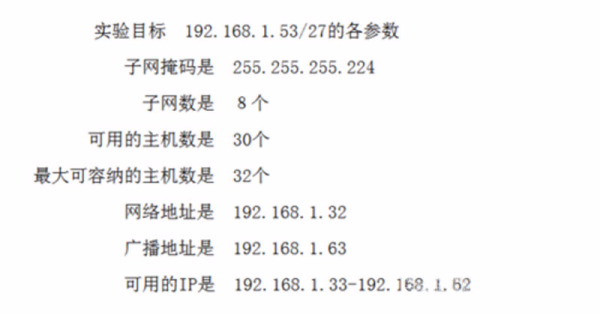 实验目标 192.168.1.53/27的各参数
子网掩码是 255.255.255.224
子网数是 8个
可用的主机数是 30个
最大可容纳的主机数是 32个
网络地址是 192.168.1.32
广播地址是 192.168.1.63
可用的IP是 192.168.1.33-192.168.1.62